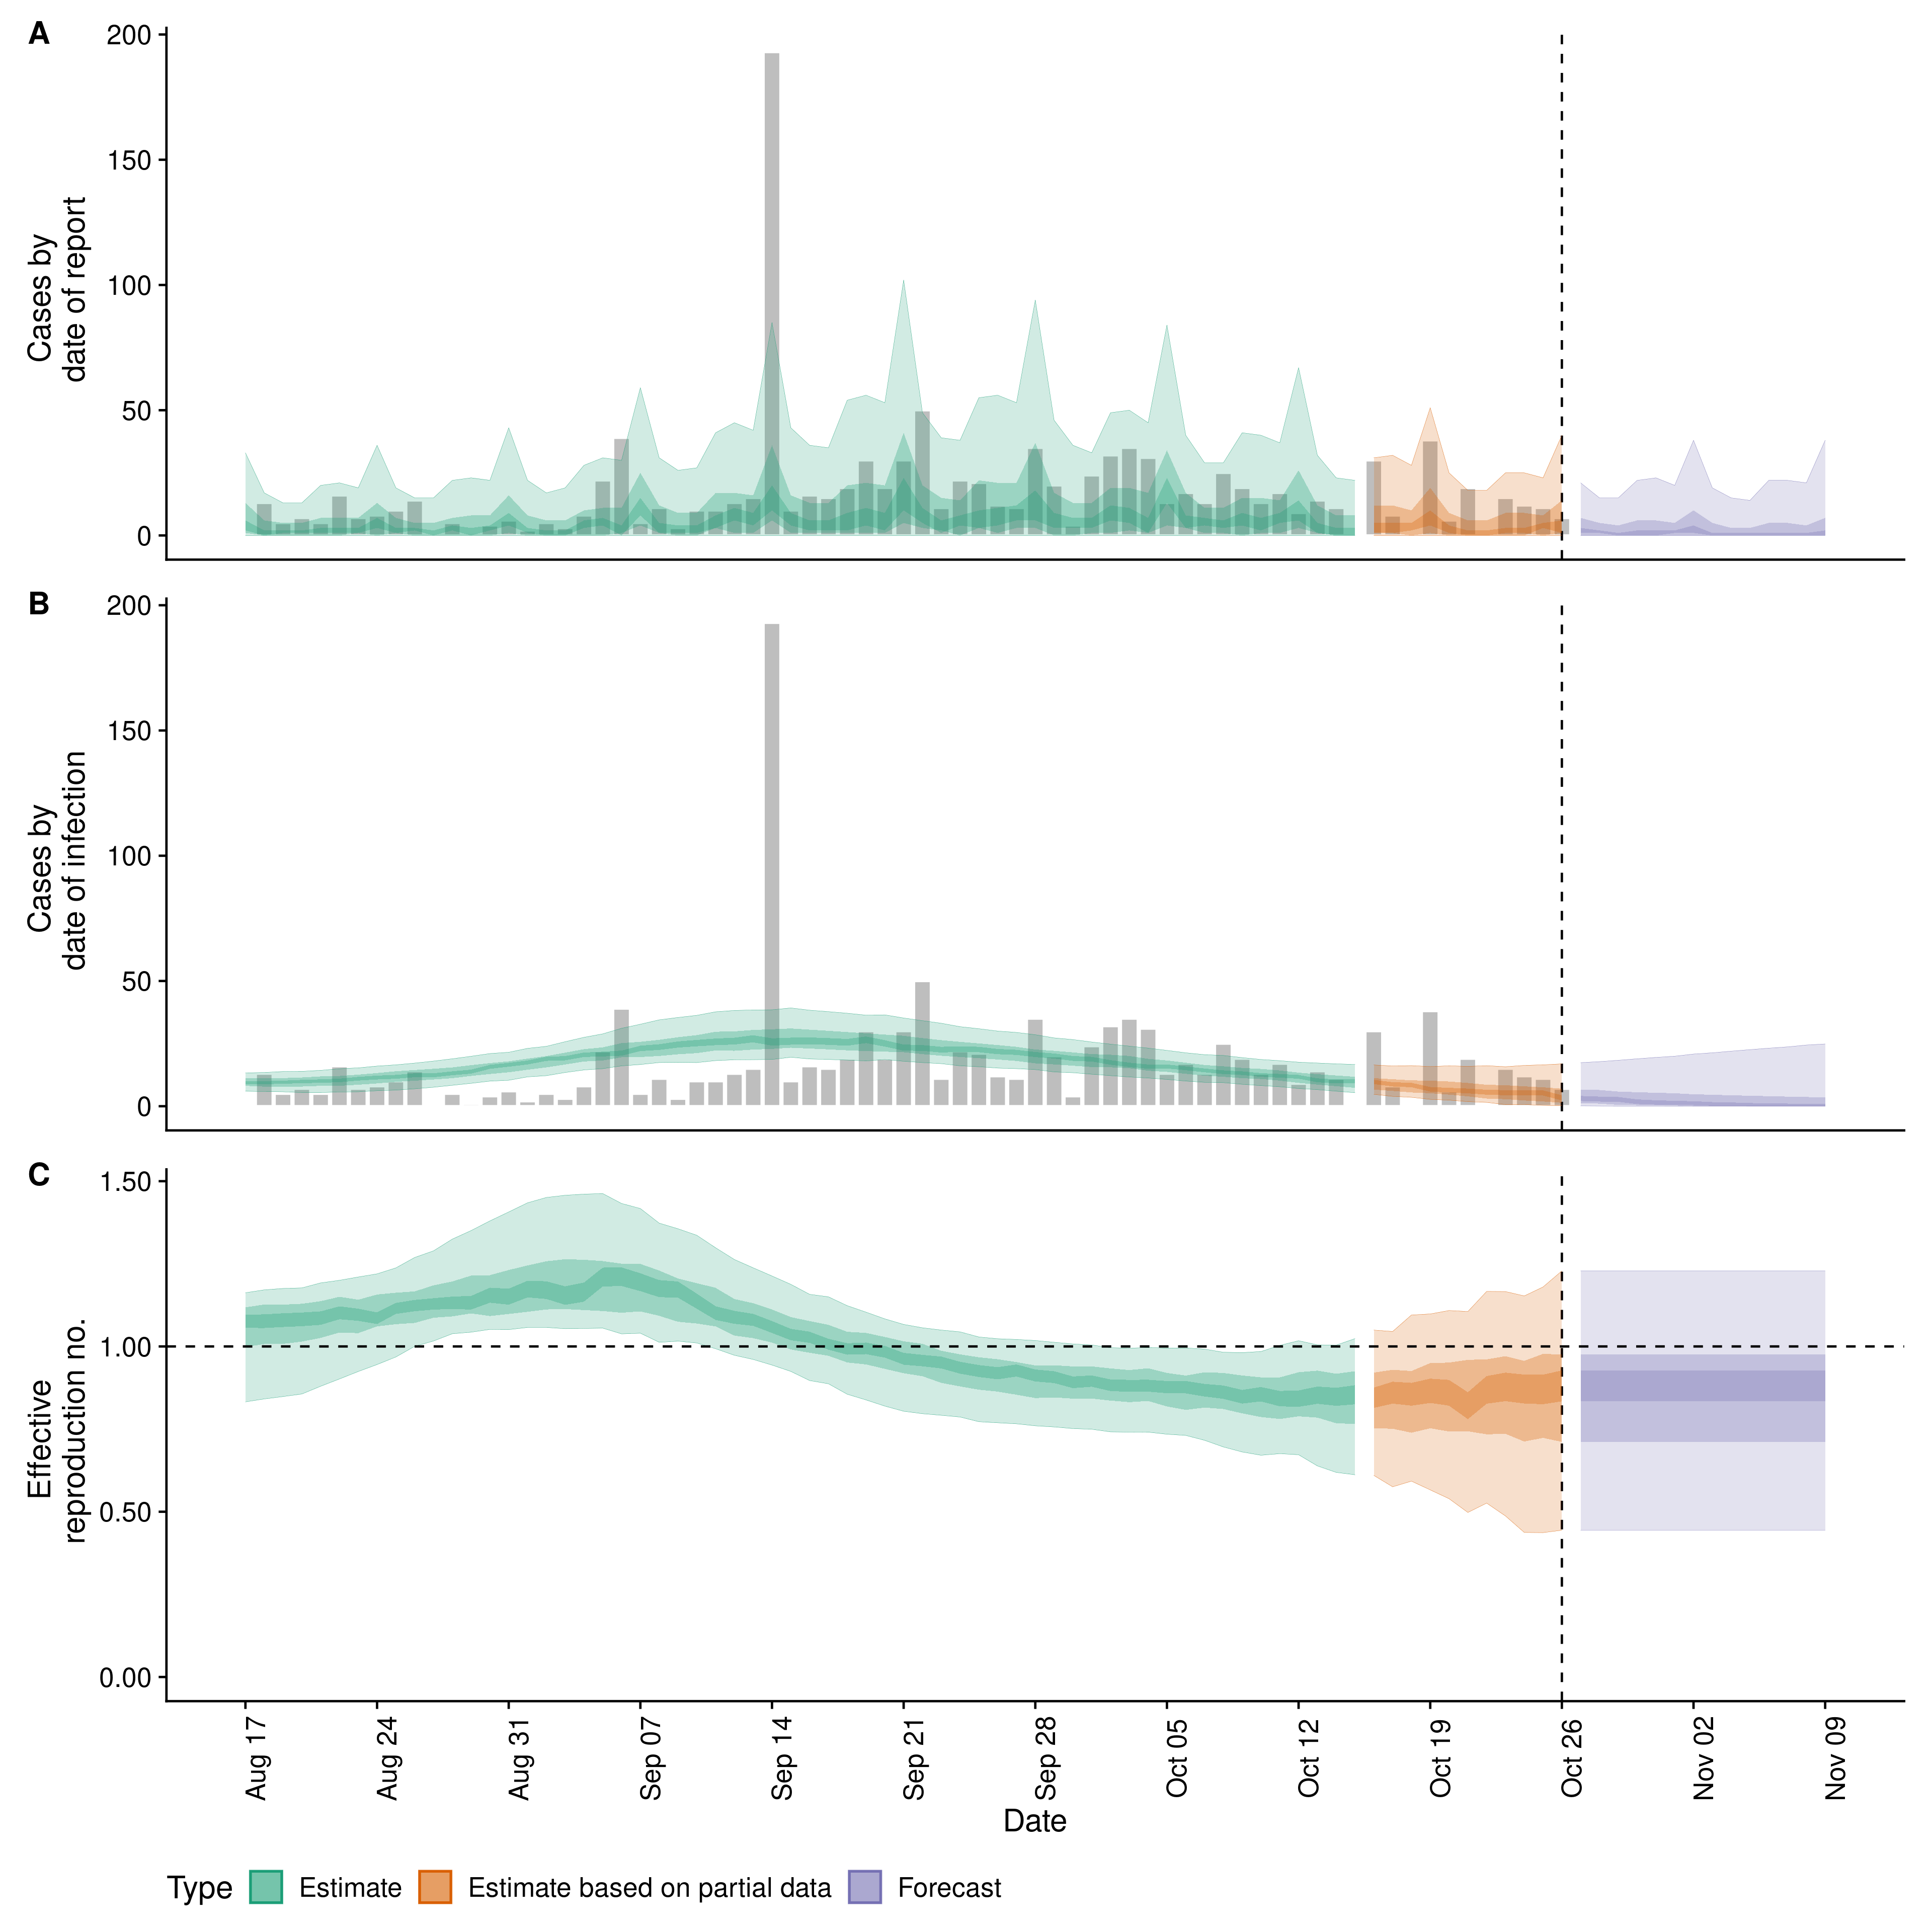 A
200
150
100
50
0
Cases by
date of report
B
200
150
100
50
0
Cases by
date of infection
C
1.50
1.00
0.50
0.00
Effective
reproduction no.
Aug 17
Aug 24
Aug 31
Sep 07
Sep 14
Sep 21
Sep 28
Oct 05
Oct 12
Oct 19
Oct 26
Nov 02
Nov 09
Date
Type Estimate Estimate based on partial data Forecast